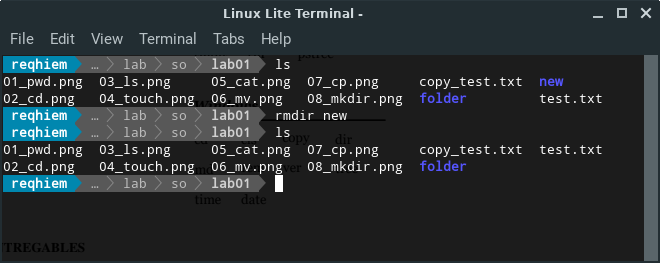 Linux Lite Terminal -
File Edit View Terminal Tabs Help
reqhiem … lab so lab01 ls
01_pwd.png 03_ls.png 05_cat.png 07_cp.png copy_test.txt new
02_cd.png 04_touch.png 06_mv.png 08_mkdir.png folder test.txt
reqhiem … lab so lab01 rmdir new
reqhiem … lab so lab01 ls
01_pwd.png 03_ls.png 05_cat.png 07_cp.png copy_test.txt test.txt
02_cd.png 04_touch.png 06_mv.png 08_mkdir.png folder
reqhiem … lab so lab01
copy dir
time date
TREGABLES